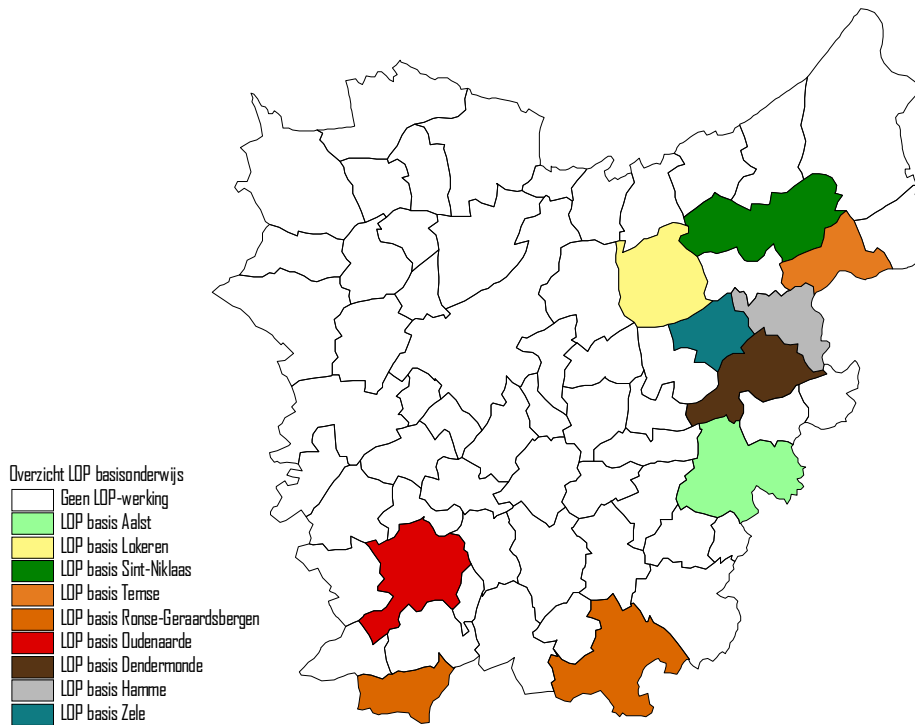 Overzicht LOP basisonderwijs
Geen LOP-werking
LOP basis Aalst
LOP basis Lokeren
LOP basis Sint-Niklaas
LOP basis Temse
LOP basis Ronse-Geraardsbergen
LOP basis Oudenaarde
LOP basis Dendermonde
LOP basis Hamme
LOP basis Zele